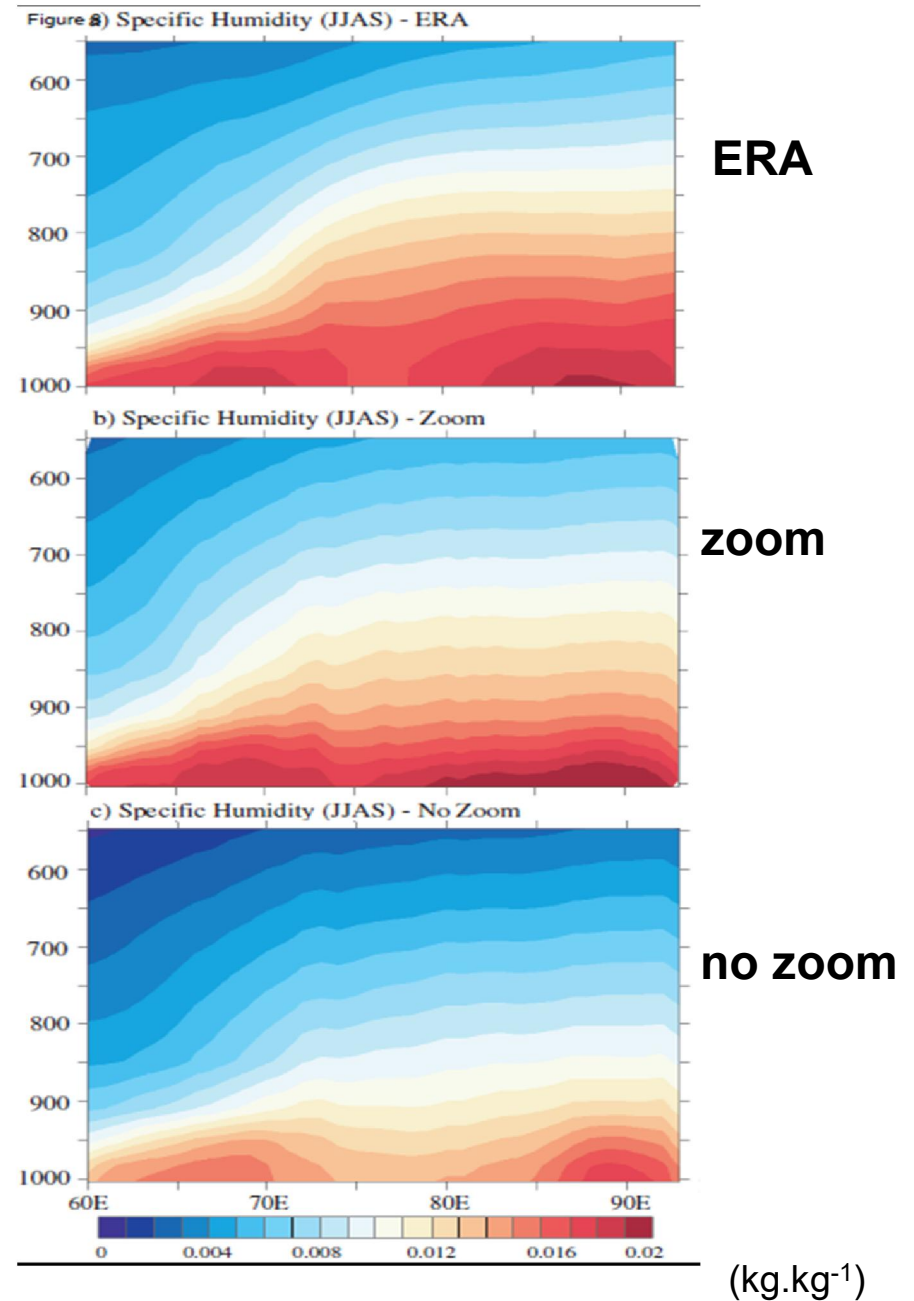 Figure 8a) Specific Humidity (JJAS) - ERA
600
700
800
900
1000
ERA
b) Specific Humidity (JJAS) - Zoom
600
700
800
900
1000
zoom
c) Specific Humidity (JJAS) - No Zoom
600
700
800
900
1000
no zoom
60E 70E 80E 90E
0 0.004 0.008 0.012 0.016 0.02
(kg.kg⁻¹)